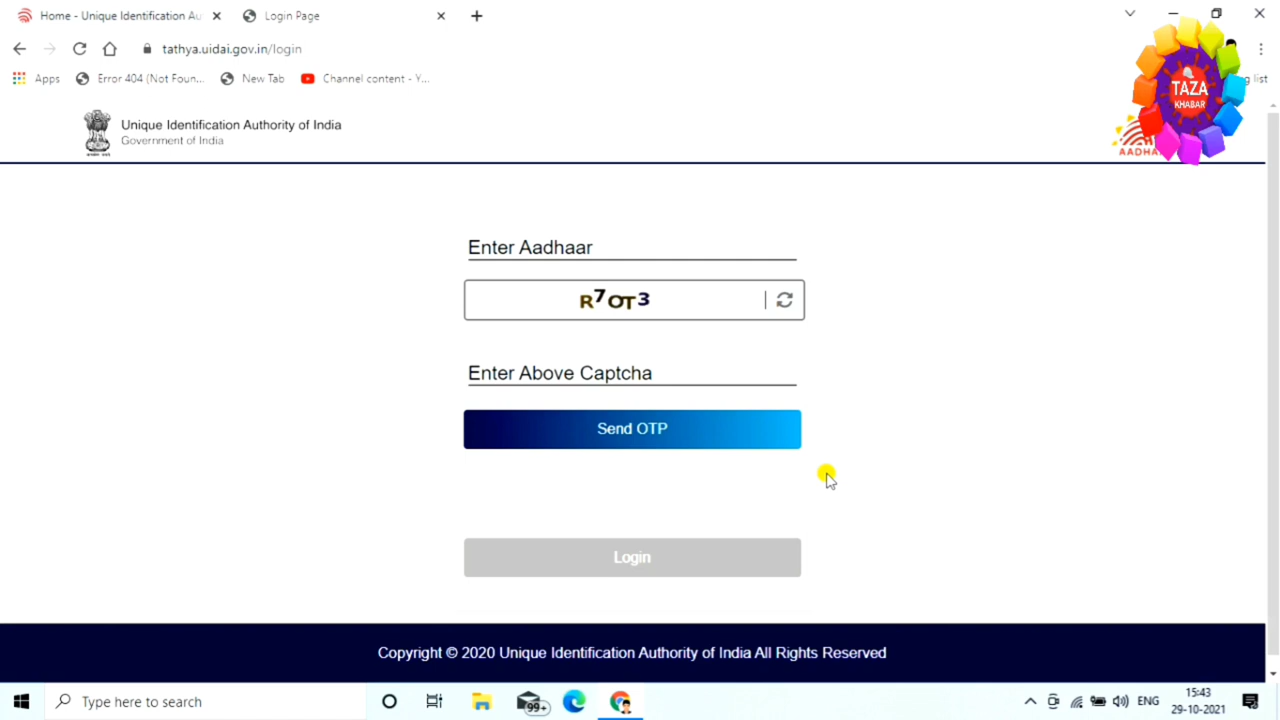 Home - Unique Identification Au
Login Page
tathya.uidai.gov.in/login
Apps
Error 404 (Not Foun...
New Tab
Channel content - Y...
g list
TAZA
KHABAR
Unique Identification Authority of India
Government of India
AADHA
Enter Aadhaar
R7OT3
Enter Above Captcha
Send OTP
Login
Copyright © 2020 Unique Identification Authority of India All Rights Reserved
Type here to search
99+
ENG
15:43
29-10-2021